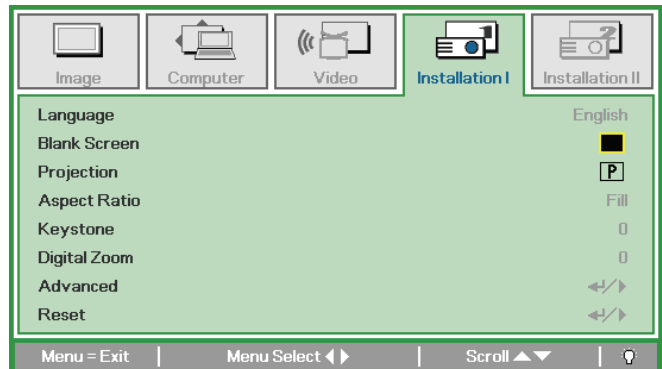 Image Computer Video Installation I Installation II
Language English
Blank Screen
Projection P
Aspect Ratio Fill
Keystone 0
Digital Zoom 0
Advanced
Reset
Menu = Exit | Menu Select | Scroll |